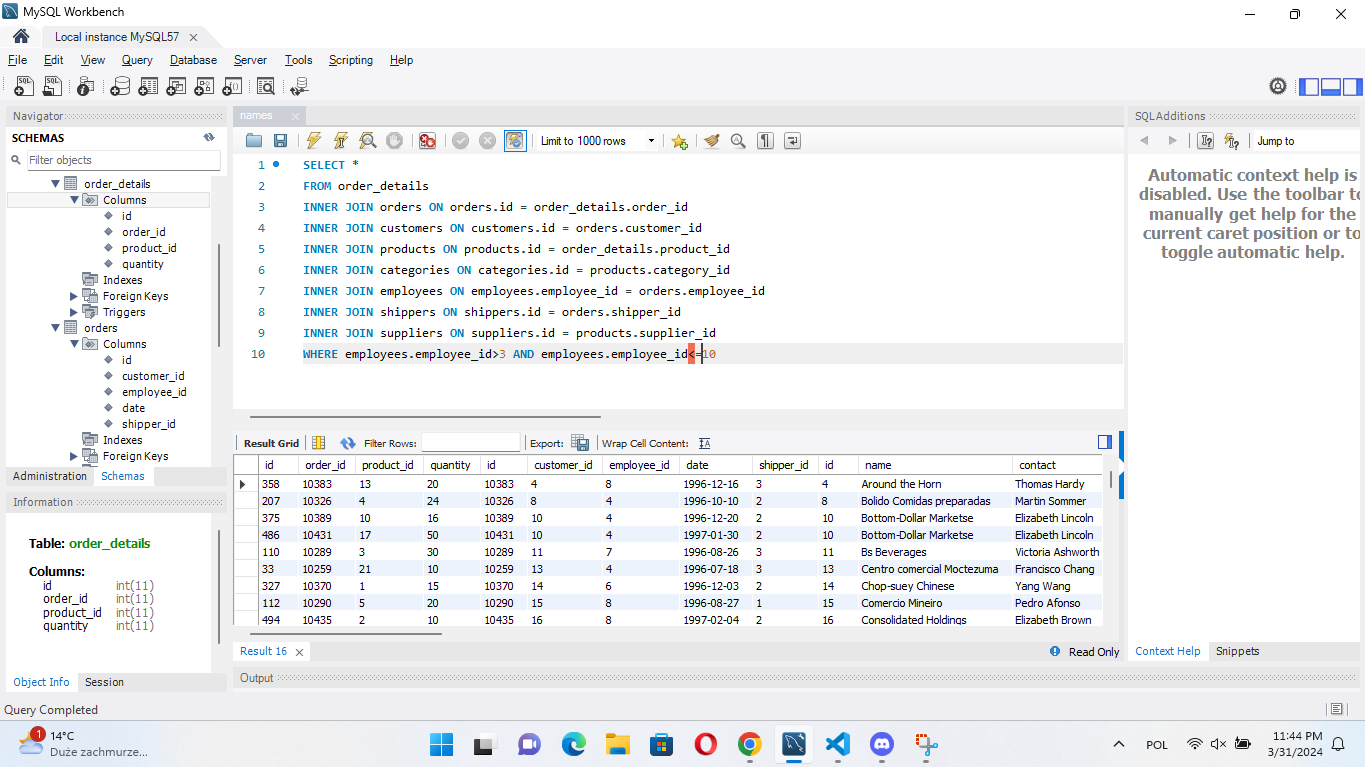 MySQL Workbench
Local instance MySQL57
File Edit View Query Database Server Tools Scripting Help
Navigator
SCHEMAS
Filter objects
order_details
Columns
id
order_id
product_id
quantity
Indexes
Foreign Keys
Triggers
orders
Columns
id
customer_id
employee_id
date
shipper_id
Indexes
Foreign Keys
Administration Schemas
Information
Table: order_details
Columns:
id int(11)
order_id int(11)
product_id int(11)
quantity int(11)
Object Info Session
names
Limit to 1000 rows
1 SELECT *
2 FROM order_details
3 INNER JOIN orders ON orders.id = order_details.order_id
4 INNER JOIN customers ON customers.id = orders.customer_id
5 INNER JOIN products ON products.id = order_details.product_id
6 INNER JOIN categories ON categories.id = products.category_id
7 INNER JOIN employees ON employees.employee_id = orders.employee_id
8 INNER JOIN shippers ON shippers.id = orders.shipper_id
9 INNER JOIN suppliers ON suppliers.id = products.supplier_id
10 WHERE employees.employee_id>3 AND employees.employee_id<=10
Result Grid Filter Rows: Export: Wrap Cell Content:
id order_id product_id quantity id customer_id employee_id date shipper_id id name contact
358 10383 13 20 10383 4 8 1996-12-16 3 4 Around the Horn Thomas Hardy
207 10326 4 24 10326 8 4 1996-10-10 2 8 Bolido Comidas preparadas Martin Sommer
375 10389 10 16 10389 10 4 1996-12-20 2 10 Bottom-Dollar Marketse Elizabeth Lincoln
486 10431 17 50 10431 10 4 1997-01-30 2 10 Bottom-Dollar Marketse Elizabeth Lincoln
110 10289 3 30 10289 11 7 1996-08-26 3 11 Bs Beverages Victoria Ashworth
33 10259 21 10 10259 13 4 1996-07-18 3 13 Centro comercial Moctezuma Francisco Chang
327 10370 1 15 10370 14 6 1996-12-03 2 14 Chop-suey Chinese Yang Wang
112 10290 5 20 10290 15 8 1996-08-27 1 15 Comercio Mineiro Pedro Afonso
494 10435 2 10 10435 16 8 1997-02-04 2 16 Consolidated Holdings Elizabeth Brown
Result 16 Read Only
Output
SQLAdditions
Jump to
Automatic context help is
disabled. Use the toolbar to
manually get help for the
current caret position or to
toggle automatic help.
Context Help Snippets
Query Completed
1
14°C
Duże zachmurze...
POL
11:44 PM
3/31/2024